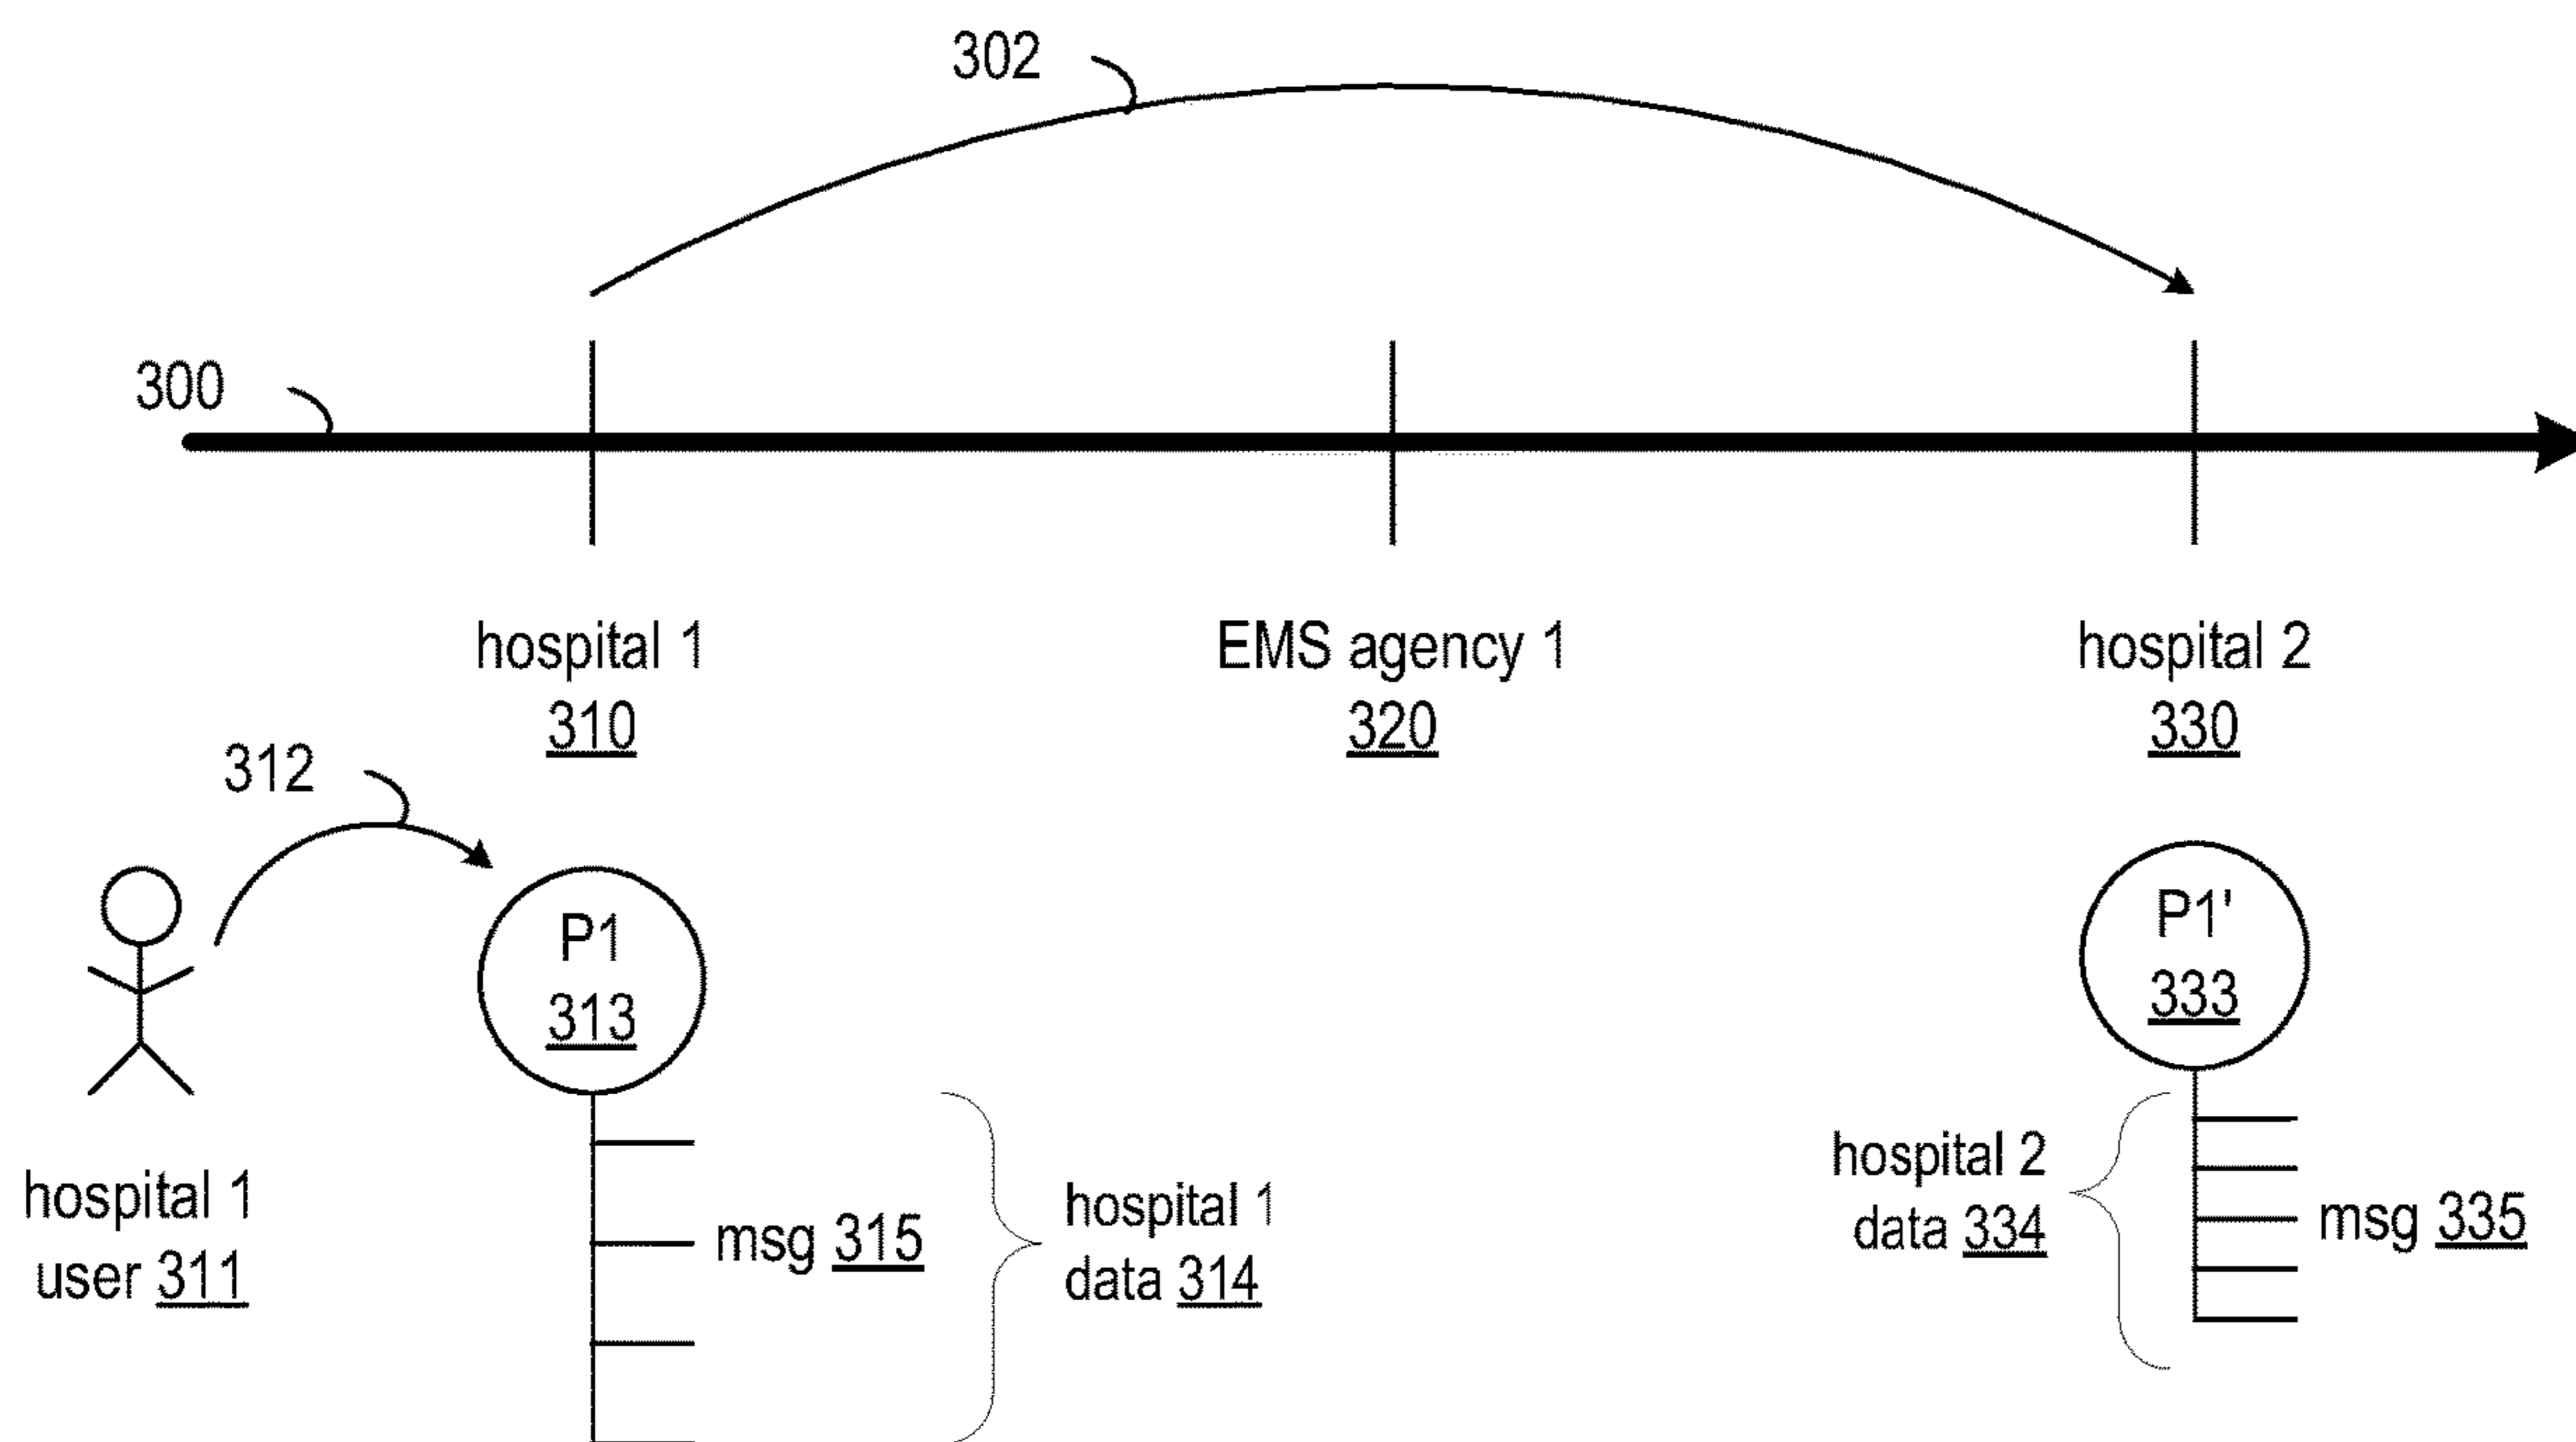 302
300
hospital 1
310
EMS agency 1
320
hospital 2
330
312
P1
313
P1'
333
hospital 1
user 311
msg 315
hospital 1
data 314
hospital 2
data 334
msg 335